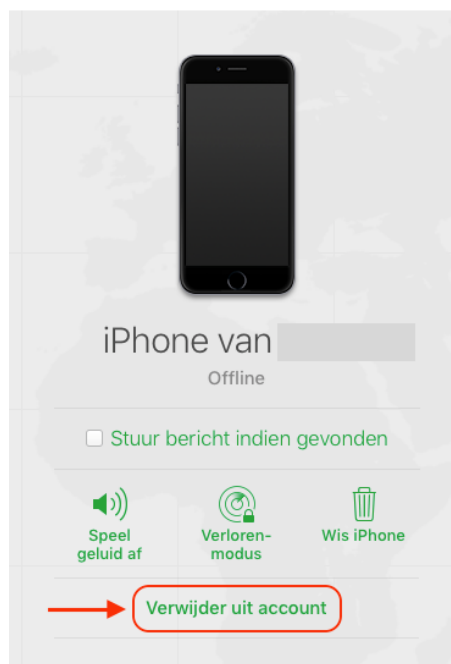 iPhone van
Offline
Stuur bericht indien gevonden
Speel
geluid af
Verloren-
modus
Wis iPhone
Verwijder uit account